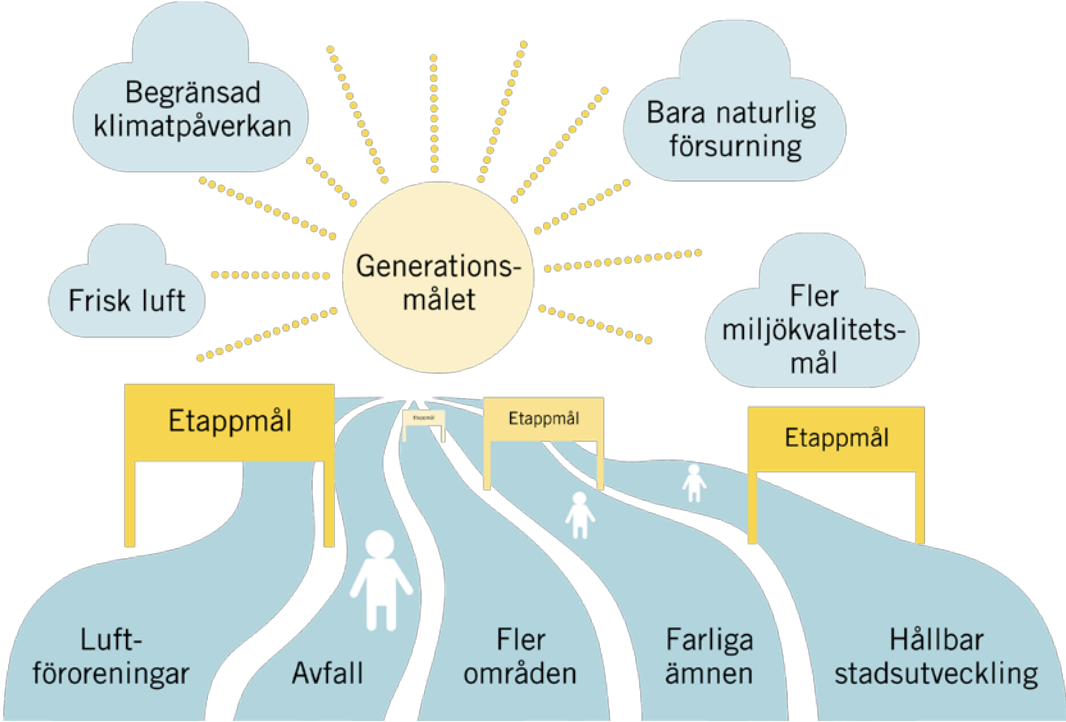 Begränsad
klimatpåverkan
Bara naturlig
försurning
Generations-
målet
Frisk luft
Fler
miljökvalitets-
mål
Etappmål
Etappmål
Etappmål
Etappmål
Luft-
föroreningar
Avfall
Fler
områden
Farliga
ämnen
Hållbar
stadsutveckling